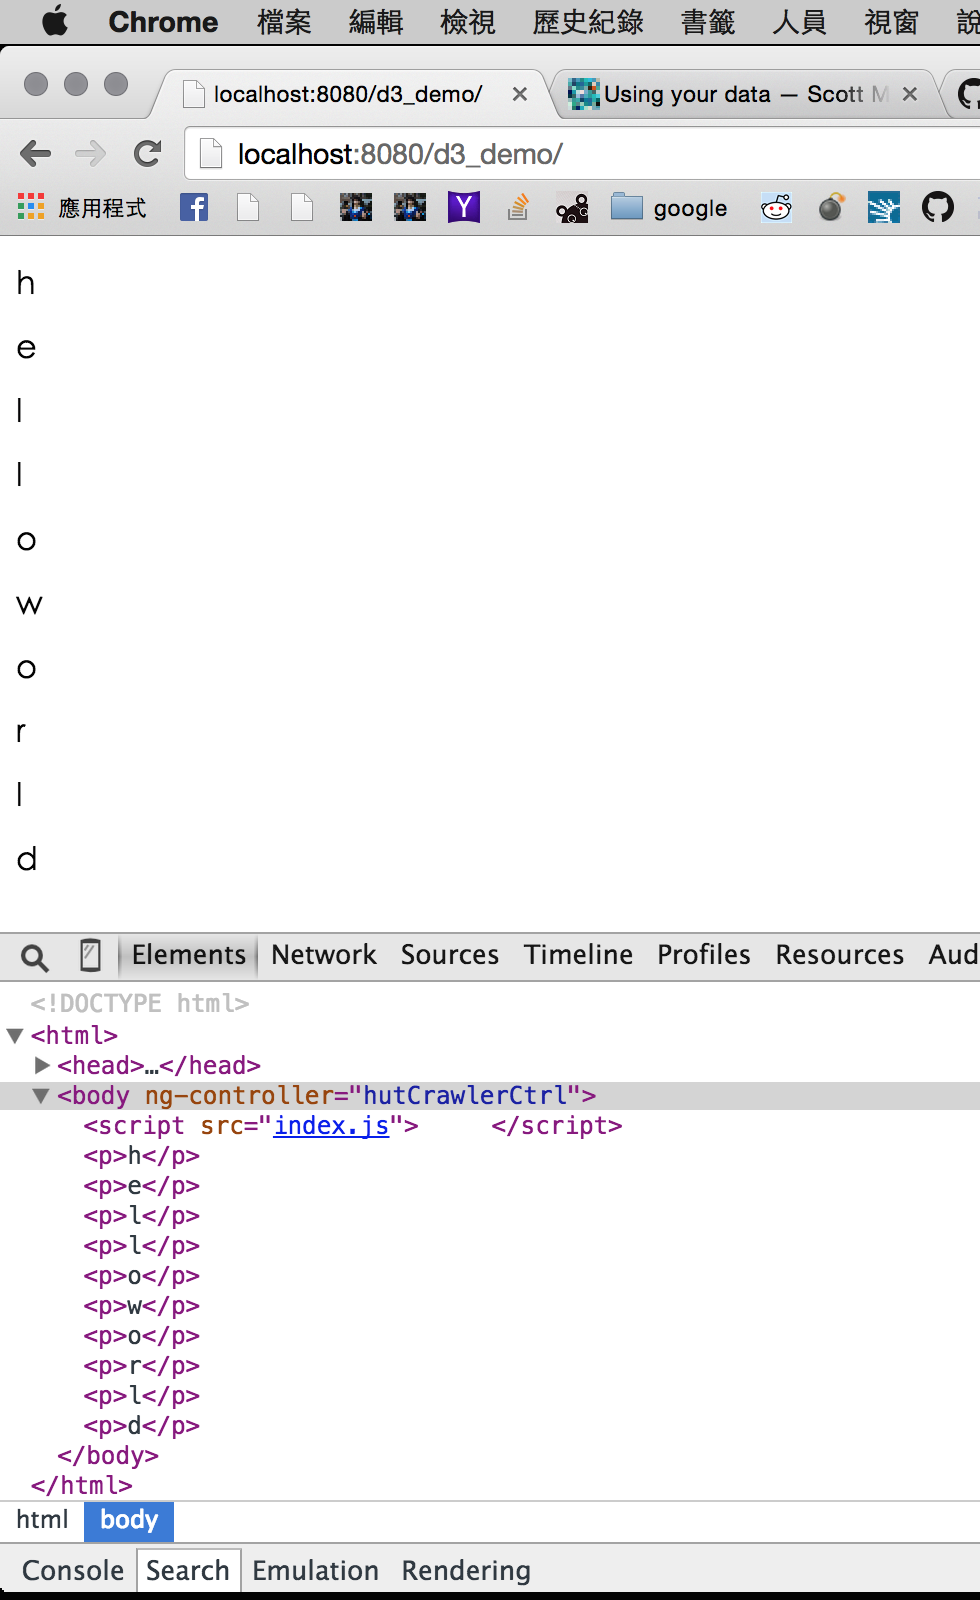 Chrome 檔案 編輯 檢視 歷史紀錄 書籤 人員 視窗 說
localhost:8080/d3_demo/ Using your data — Scott M
localhost:8080/d3_demo/
應用程式 google
h
e
l
l
o
w
o
r
l
d
Elements Network Sources Timeline Profiles Resources Aud
<!DOCTYPE html>
<html>
<head>…</head>
<body ng-controller="hutCrawlerCtrl">
<script src="index.js"> </script>
<p>h</p>
<p>e</p>
<p>l</p>
<p>l</p>
<p>o</p>
<p>w</p>
<p>o</p>
<p>r</p>
<p>l</p>
<p>d</p>
</body>
</html>
html body
Console Search Emulation Rendering